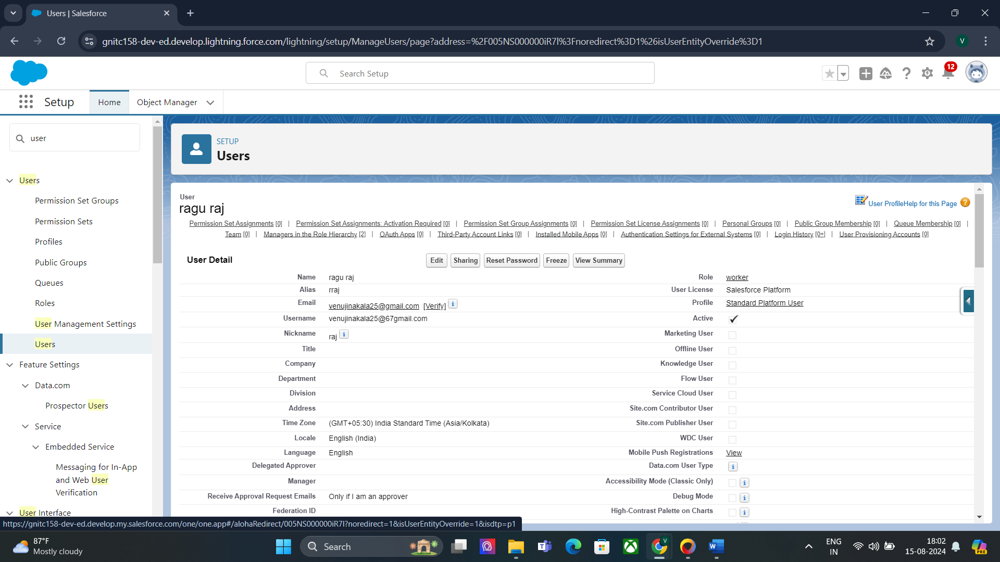 Users | Salesforce
gnitc158-dev-ed.develop.lightning.force.com/lightning/setup/ManageUsers/page?address=%2F005NS000000iR7l%3Fnoredirect%3D1%26isUserEntityOverride%3D1
V
Search Setup
12
Setup
Home
Object Manager
user
Users
Permission Set Groups
Permission Sets
Profiles
Public Groups
Queues
Roles
User Management Settings
Users
Feature Settings
Data.com
Prospector Users
Service
Embedded Service
Messaging for In-App
and Web User
Verification
User Interface
SETUP
Users
User
ragu raj
User ProfileHelp for this Page ?
Permission Set Assignments [0] | Permission Set Assignments: Activation Required [0] | Permission Set Group Assignments [0] | Permission Set License Assignments [0] | Personal Groups [0] | Public Group Membership [0] | Queue Membership [0] |
Team [0] | Managers in the Role Hierarchy [2] | OAuth Apps [0] | Third-Party Account Links [0] | Installed Mobile Apps [0] | Authentication Settings for External Systems [0] | Login History [0+] | User Provisioning Accounts [0]
User Detail
Edit Sharing Reset Password Freeze View Summary
Name ragu raj Role worker
Alias rraj User License Salesforce Platform
Email venujinakala25@gmail.com [Verify] i Profile Standard Platform User
Username venujinakala25@67gmail.com Active
Nickname raj i Marketing User
Title Offline User
Company Knowledge User
Department Flow User
Division Service Cloud User
Address Site.com Contributor User
Time Zone (GMT+05:30) India Standard Time (Asia/Kolkata) Site.com Publisher User
Locale English (India) WDC User
Language English Mobile Push Registrations View
Delegated Approver Data.com User Type i
Manager Accessibility Mode (Classic Only) i
Receive Approval Request Emails Only if I am an approver Debug Mode i
Federation ID High-Contrast Palette on Charts i
https://gnitc158-dev-ed.develop.my.salesforce.com/one/one.app#/alohaRedirect/005NS000000iR7l?noredirect=1&isUserEntityOverride=1&isdtp=p1
87°F
Mostly cloudy
Search
V
ENG
IN
18:02
15-08-2024
PRE